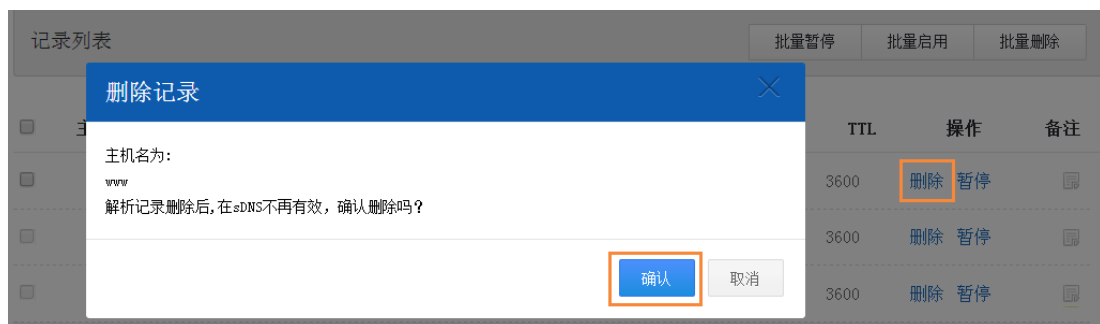 记录列表
批量暂停 批量启用 批量删除
删除记录
TTL 操作 备注
主机名为:
www
解析记录删除后,在sDNS不再有效，确认删除吗?
3600 删除 暂停
3600 删除 暂停
确认 取消
3600 删除 暂停